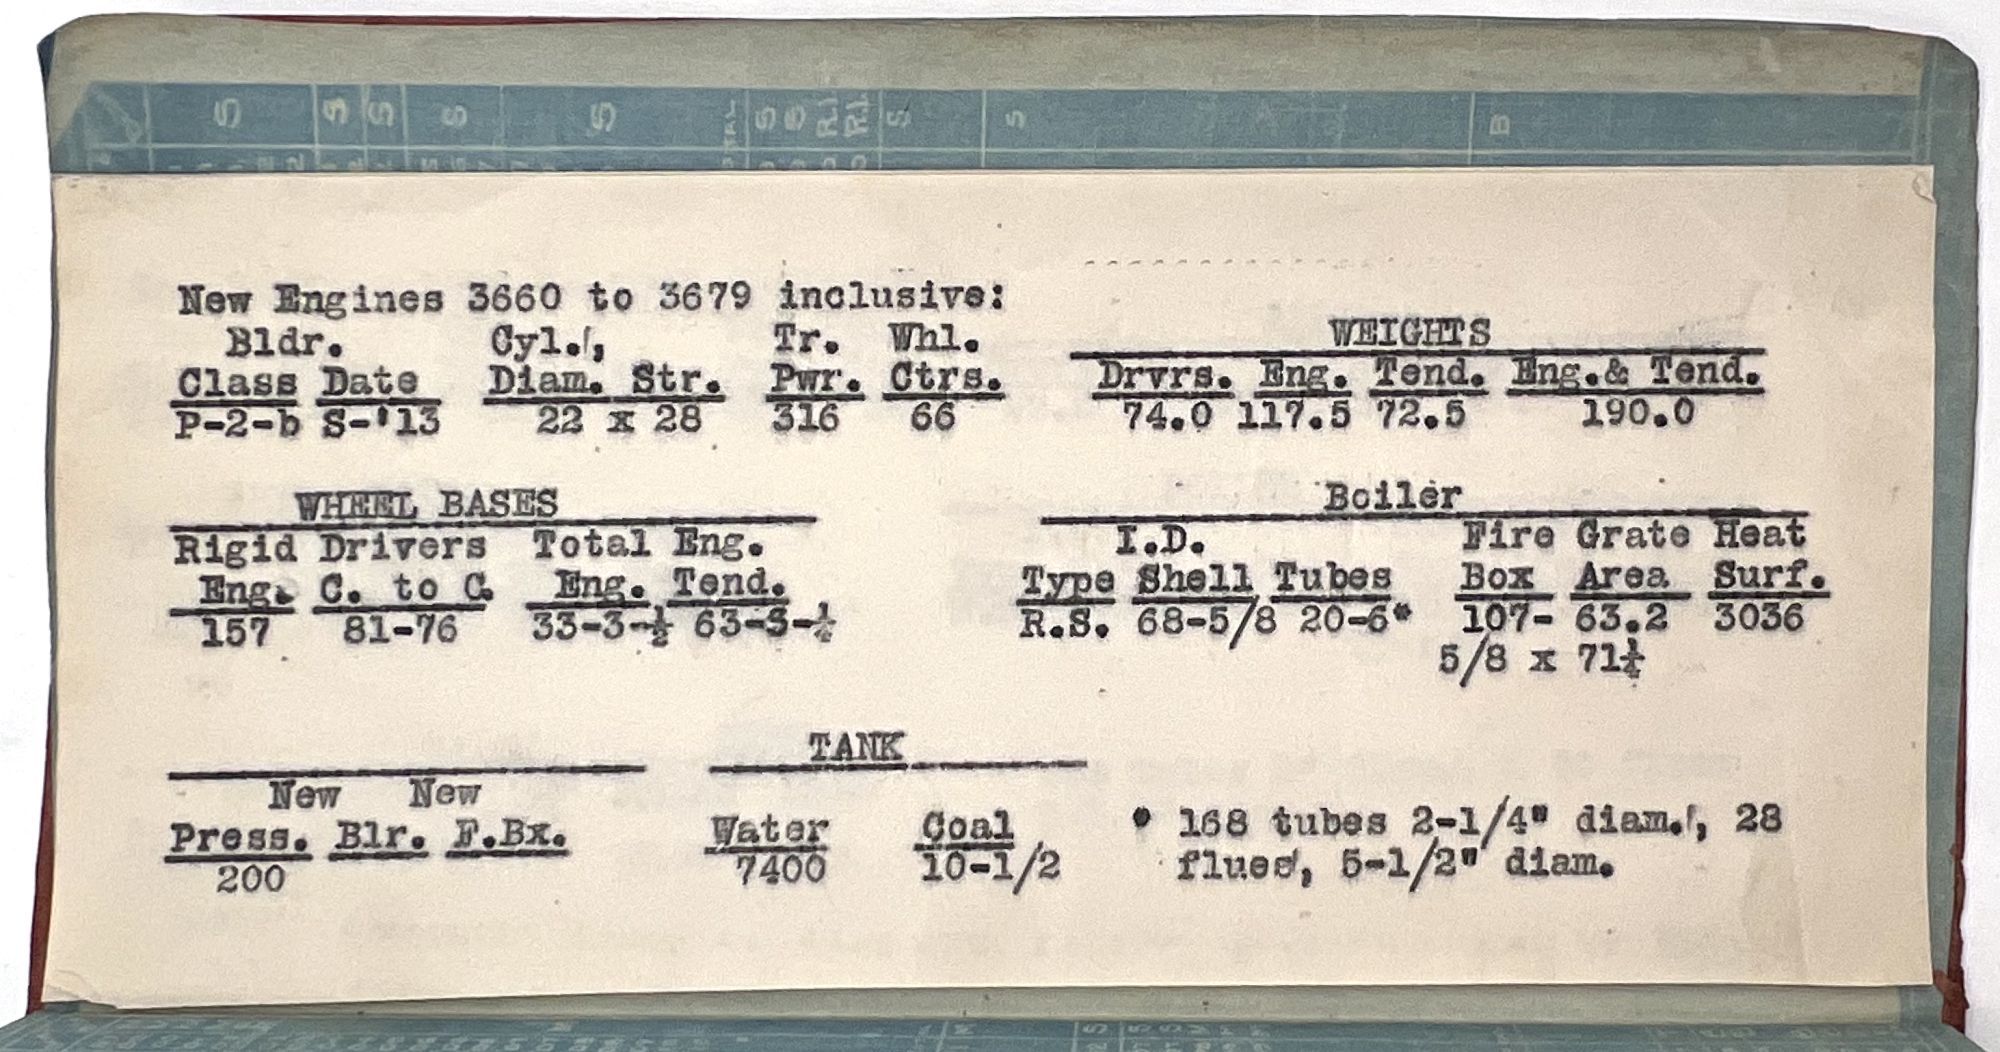 S S S S S S S R.I. R.I. S S B
New Engines 3660 to 3679 inclusive:
Bldr. Cyl., Tr. Whl.
Class Date Diam. Str. Pwr. Ctrs.
P-2-b S-'13 22 x 28 316 66
WEIGHTS
Drvrs. Eng. Tend. Eng.& Tend.
74.0 117.5 72.5 190.0
WHEEL BASES
Rigid Drivers Total Eng.
Eng. C. to C. Eng. Tend.
157 81-76 33-3-½ 63-3-¼
Boiler
I.D. Fire Grate Heat
Type Shell Tubes Box Area Surf.
R.S. 68-5/8 20-6* 107- 63.2 3036
5/8 x 71¼
New New
Press. Blr. F.Bx.
200
TANK
Water Coal
7400 10-1/2
* 168 tubes 2-1/4" diam., 28
flues, 5-1/2" diam.